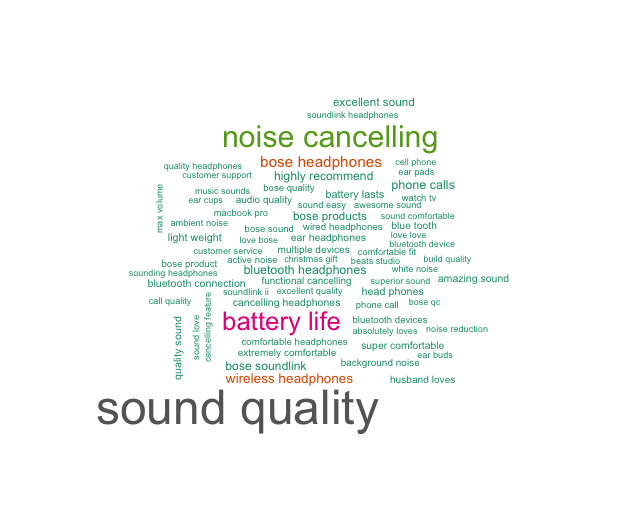 excellent sound
soundlink headphones
noise cancelling
bose headphones
cell phone
quality headphones
ear pads
customer support
highly recommend
phone calls
max volume
music sounds
bose quality
battery lasts
watch tv
ear cups
audio quality
sound easy
awesome sound
macbook pro
bose products
sound comfortable
ambient noise
bose sound
wired headphones
blue tooth
light weight
love bose
ear headphones
love love
bluetooth device
customer service
multiple devices
comfortable fit
bose product
active noise
christmas gift
beats studio
build quality
sounding headphones
bluetooth headphones
white noise
bluetooth connection
functional cancelling
superior sound
amazing sound
soundlink ii
excellent quality
head phones
call quality
cancelling feature
cancelling headphones
phone call
bose qc
quality sound
sound love
battery life
bluetooth devices
absolutely loves
noise reduction
comfortable headphones
super comfortable
extremely comfortable
ear buds
bose soundlink
background noise
wireless headphones
husband loves
sound quality